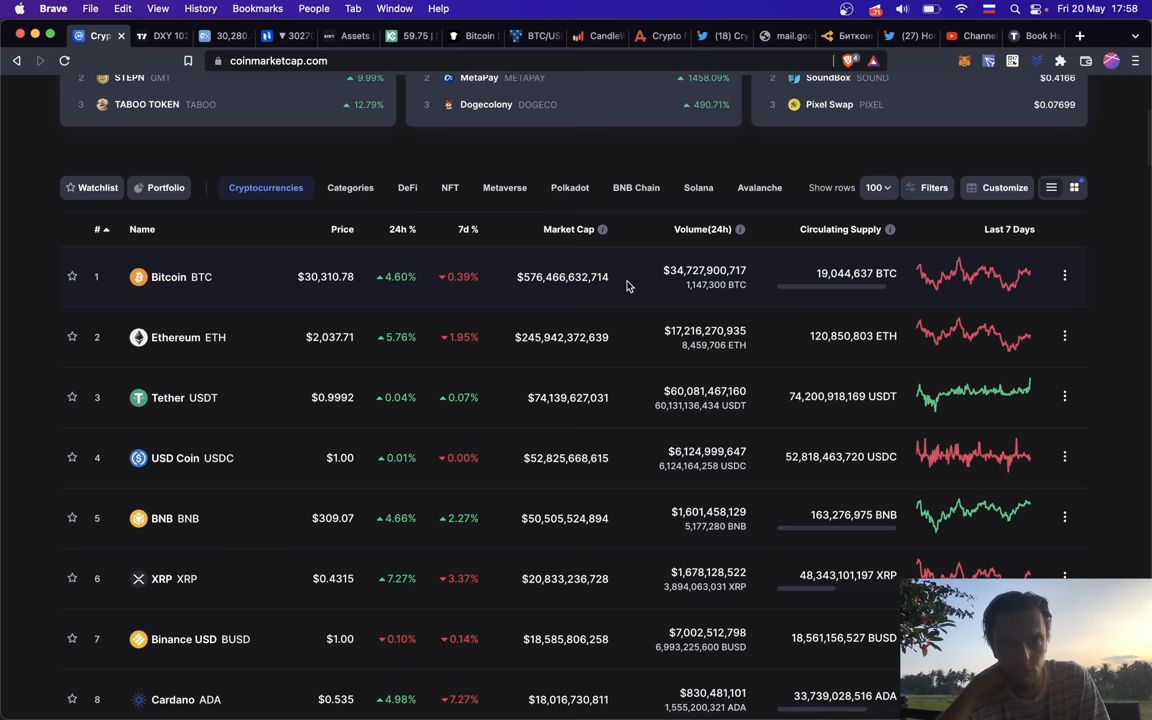 Brave File Edit View History Bookmarks People Tab Window Help 71 Fri 20 May 17:58
Cryp DXY 102 30,280. 30270 Assets 59.75 | Bitcoin L BTC/US CandleW Crypto F (18) Cry mail.goo Биткои (27) Ho Channel Book Ho
coinmarketcap.com 4
2 STEPN GMT 9.99% 2 MetaPay METAPAY 1458.09% 2 SoundBox SOUND $0.4166
3 TABOO TOKEN TABOO 12.79% 3 Dogecolony DOGECO 490.71% 3 Pixel Swap PIXEL $0.07699
Watchlist Portfolio Cryptocurrencies Categories DeFi NFT Metaverse Polkadot BNB Chain Solana Avalanche Show rows 100 Filters Customize
# Name Price 24h % 7d % Market Cap Volume(24h) Circulating Supply Last 7 Days
1 Bitcoin BTC $30,310.78 4.60% 0.39% $576,466,632,714 $34,727,900,717 19,044,637 BTC
1,147,300 BTC
2 Ethereum ETH $2,037.71 5.76% 1.95% $245,942,372,639 $17,216,270,935 120,850,803 ETH
8,459,706 ETH
3 Tether USDT $0.9992 0.04% 0.07% $74,139,627,031 $60,081,467,160 74,200,918,169 USDT
60,131,136,434 USDT
4 USD Coin USDC $1.00 0.01% 0.00% $52,825,668,615 $6,124,999,647 52,818,463,720 USDC
6,124,164,258 USDC
5 BNB BNB $309.07 4.66% 2.27% $50,505,524,894 $1,601,458,129 163,276,975 BNB
5,177,280 BNB
6 XRP XRP $0.4315 7.27% 3.37% $20,833,236,728 $1,678,128,522 48,343,101,197 XRP
3,894,063,031 XRP
7 Binance USD BUSD $1.00 0.10% 0.14% $18,585,806,258 $7,002,512,798 18,561,156,527 BUSD
6,993,225,600 BUSD
8 Cardano ADA $0.535 4.98% 7.27% $18,016,730,811 $830,481,101 33,739,028,516 ADA
1,555,200,321 ADA